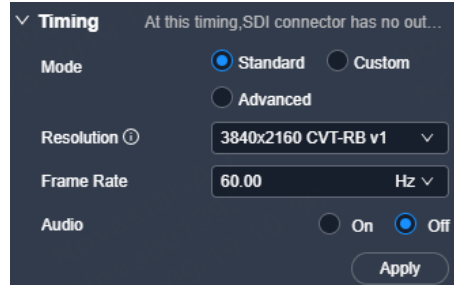 Timing At this timing,SDI connector has no out...
Mode Standard Custom
Advanced
Resolution 3840x2160 CVT-RB v1
Frame Rate 60.00 Hz
Audio On Off
Apply